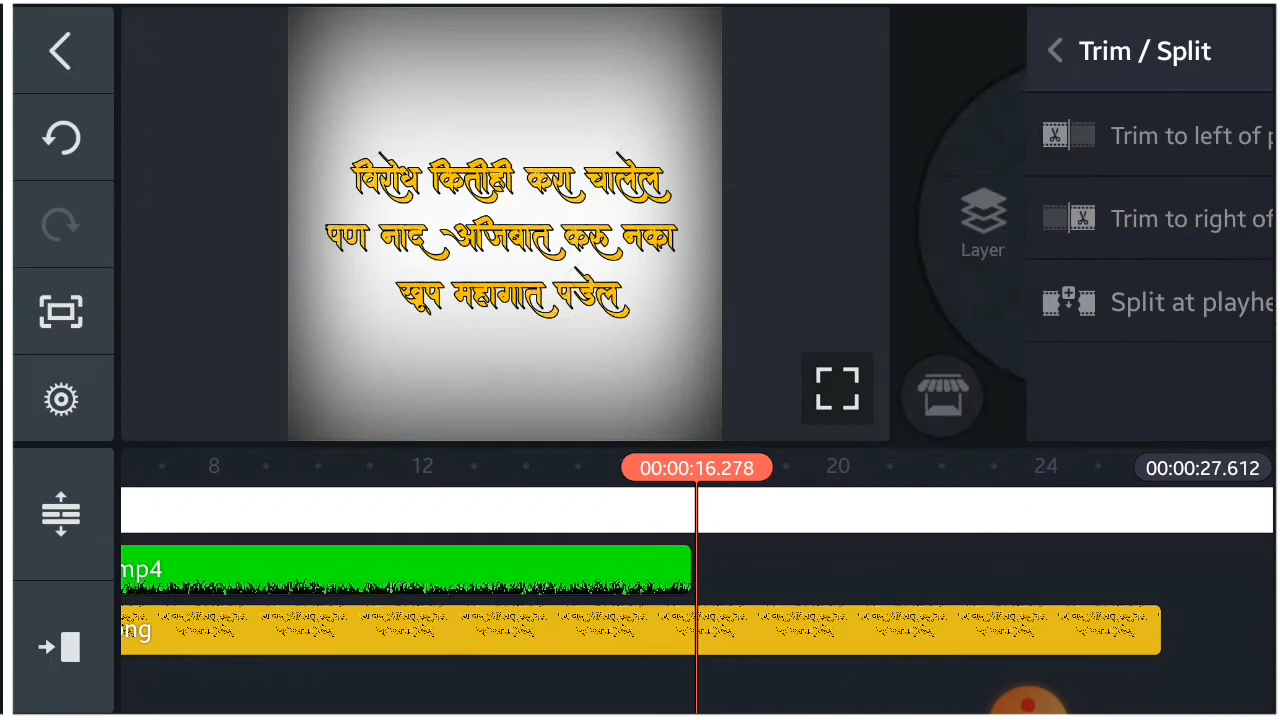 Trim / Split
Trim to left of p
Trim to right of
Split at playhe
Layer
विरोध कितीही करा चालेल
पण नाद अजिबात करू नका
खूप महागात पडेल
8
12
00:00:16.278
20
24
00:00:27.612
mp4
ng